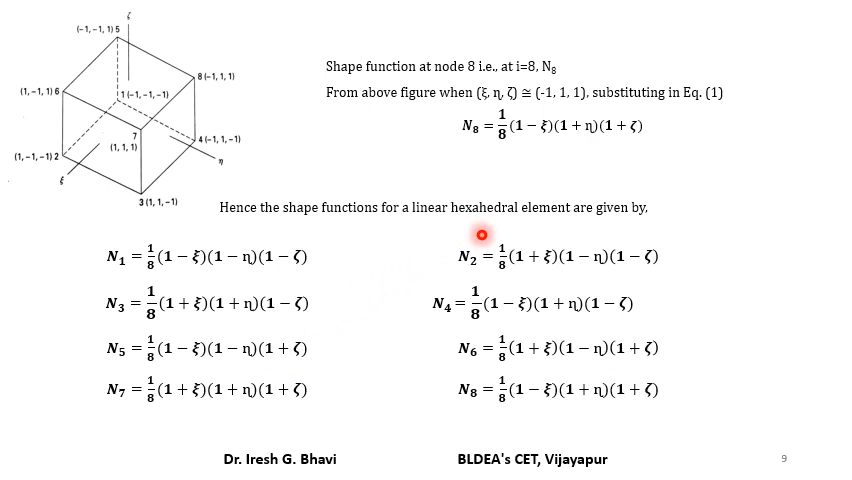 ζ
(-1, -1, 1) 5
8 (-1, 1, 1)
(1, -1, 1) 6
1 (-1, -1, -1)
7
(1, 1, 1)
4 (-1, 1, -1)
(1, -1, -1) 2
η
ξ
3 (1, 1, -1)
Shape function at node 8 i.e., at i=8, N₈
From above figure when (ξ, η, ζ) ≅ (-1, 1, 1), substituting in Eq. (1)
N₈ = 1/8 (1 − ξ)(1 + η)(1 + ζ)
Hence the shape functions for a linear hexahedral element are given by,
N₁ = 1/8 (1 − ξ)(1 − η)(1 − ζ)
N₂ = 1/8 (1 + ξ)(1 − η)(1 − ζ)
N₃ = 1/8 (1 + ξ)(1 + η)(1 − ζ)
N₄ = 1/8 (1 − ξ)(1 + η)(1 − ζ)
N₅ = 1/8 (1 − ξ)(1 − η)(1 + ζ)
N₆ = 1/8 (1 + ξ)(1 − η)(1 + ζ)
N₇ = 1/8 (1 + ξ)(1 + η)(1 + ζ)
N₈ = 1/8 (1 − ξ)(1 + η)(1 + ζ)
Dr. Iresh G. Bhavi
BLDEA's CET, Vijayapur
9